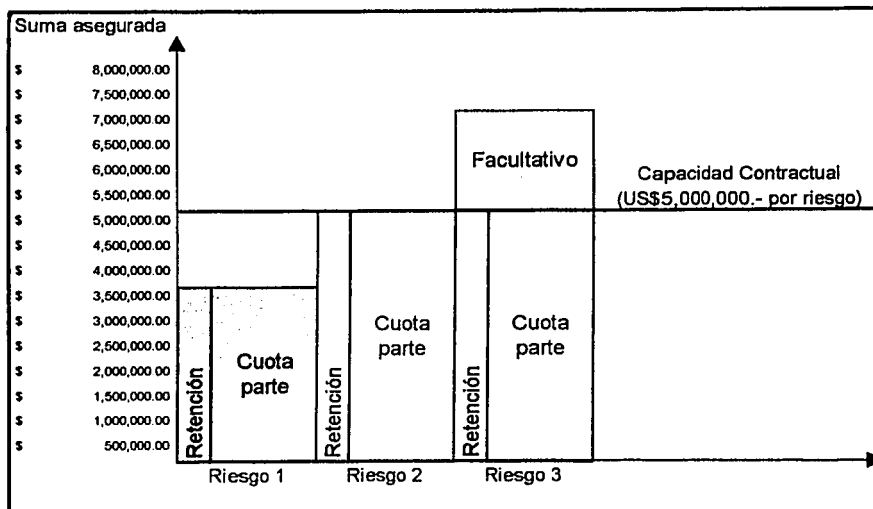 Suma asegurada
$ 8,000,000.00
$ 7,500,000.00
$ 7,000,000.00
$ 6,500,000.00
$ 6,000,000.00
$ 5,500,000.00
$ 5,000,000.00
$ 4,500,000.00
$ 4,000,000.00
$ 3,500,000.00
$ 3,000,000.00
$ 2,500,000.00
$ 2,000,000.00
$ 1,500,000.00
$ 1,000,000.00
$ 500,000.00
Retención
Cuota
parte
Retención
Cuota
parte
Facultativo
Retención
Cuota
parte
Capacidad Contractual
(US$5,000,000.- por riesgo)
Riesgo 1
Riesgo 2
Riesgo 3